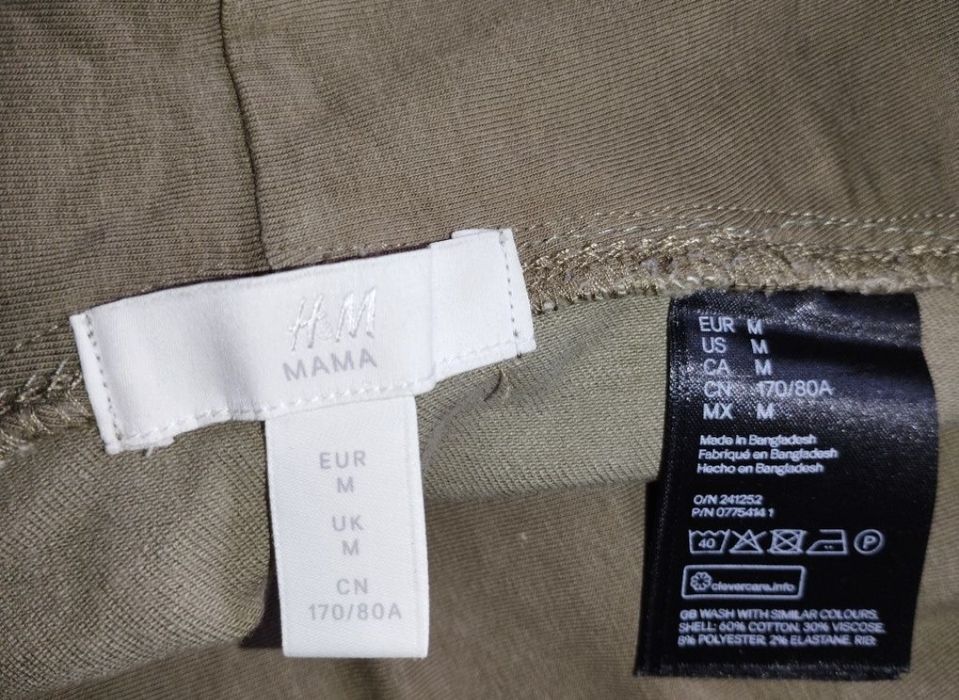 H&M
MAMA
EUR
M
UK
M
CN
170/80A
EUR M
US M
CA M
CN 170/80A
MX M
Made in Bangladesh
Fabriqué en Bangladesh
Hecho en Bangladesh
O/N 241252
P/N 0775414 1
40
P
clevercare.info
GB WASH WITH SIMILAR COLOURS.
SHELL: 60% COTTON, 30% VISCOSE,
8% POLYESTER, 2% ELASTANE. RIB: